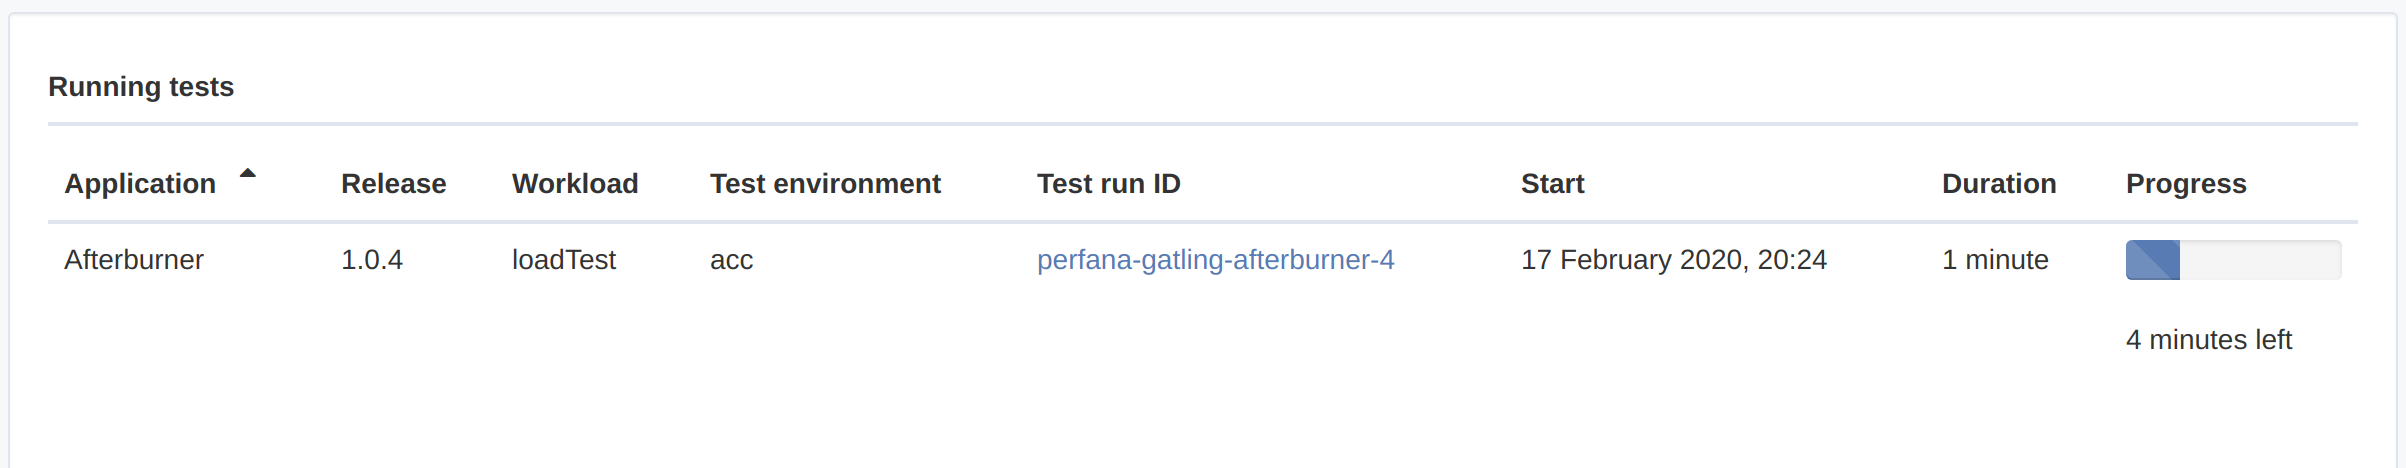 Running tests
Application Release Workload Test environment Test run ID Start Duration Progress
Afterburner 1.0.4 loadTest acc perfana-gatling-afterburner-4 17 February 2020, 20:24 1 minute
4 minutes left